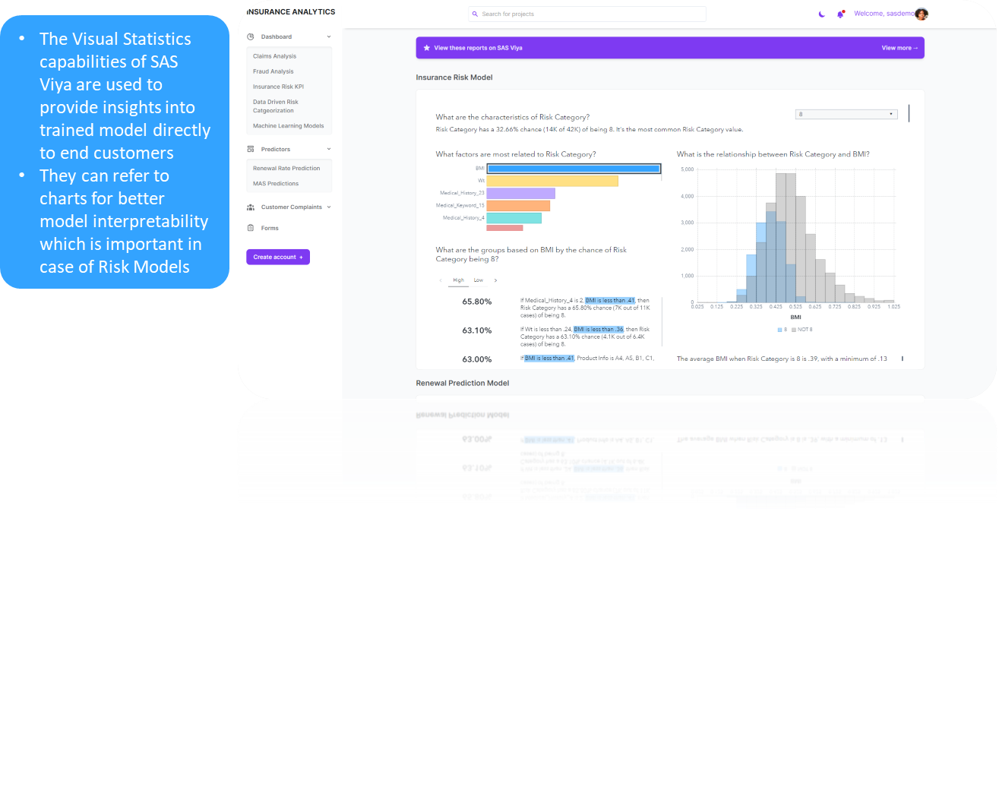 • The Visual Statistics
capabilities of SAS
Viya are used to
provide insights into
trained model directly
to end customers
• They can refer to
charts for better
model interpretability
which is important in
case of Risk Models
INSURANCE ANALYTICS
Search for projects
Welcome, sasdemo
Dashboard
Claims Analysis
Fraud Analysis
Insurance Risk KPI
Data Driven Risk
Catgeorization
Machine Learning Models
Predictors
Renewal Rate Prediction
MAS Predictions
Customer Complaints
Forms
Create account +
View these reports on SAS Viya
View more →
Insurance Risk Model
What are the characteristics of Risk Category?
8
Risk Category has a 32.66% chance (14K of 42K) of being 8. It's the most common Risk Category value.
What factors are most related to Risk Category?
BMI
Wt
Medical_History_23
Medical_Keyword_15
Medical_History_4
What are the groups based on BMI by the chance of Risk
Category being 8?
High Low
65.80%
If Medical_History_4 is 2, BMI is less than .41, then
Risk Category has a 65.80% chance (7K out of 11K
cases) of being 8.
63.10%
If Wt is less than .24, BMI is less than .36, then Risk
Category has a 63.10% chance (4.1K out of 6.4K
cases) of being 8.
63.00%
If BMI is less than .41, Product Info is A4, A5, B1, C1,
What is the relationship between Risk Category and BMI?
5,000
4,000
3,000
2,000
1,000
0
0.025 0.125 0.225 0.325 0.425 0.525 0.625 0.725 0.825 0.925 1.025
BMI
8 NOT 8
The average BMI when Risk Category is 8 is .39, with a minimum of .13
Renewal Prediction Model